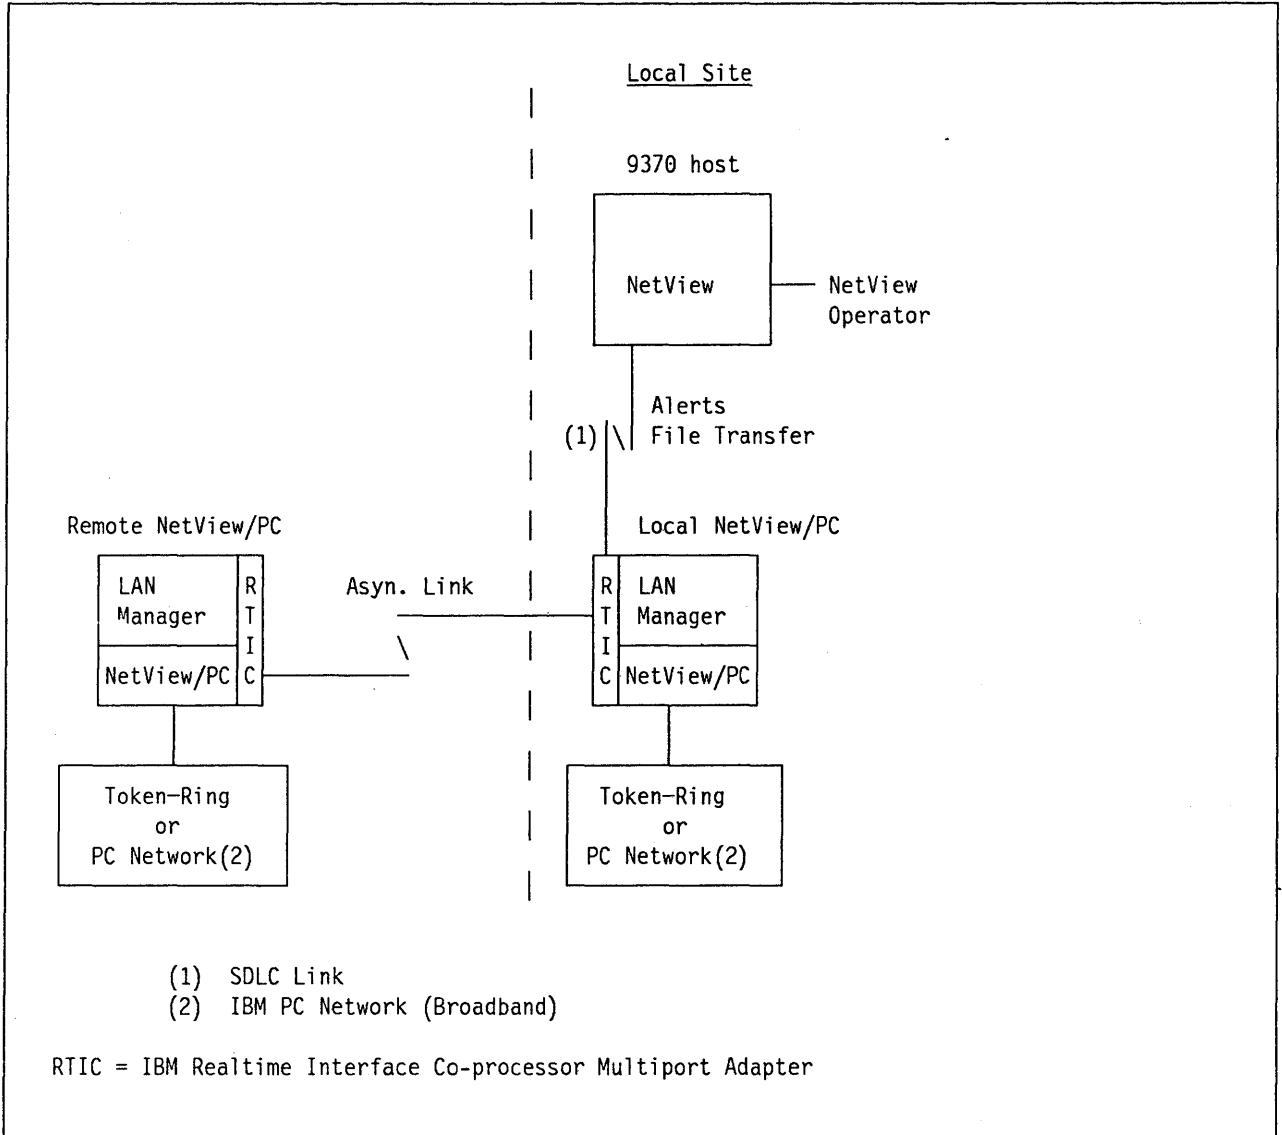 Local Site
9370 host
NetView
NetView
Operator
Alerts
(1)
File Transfer
Remote NetView/PC
Local NetView/PC
LAN
Manager
NetView/PC
RTIC
Asyn. Link
RTIC
LAN
Manager
NetView/PC
Token-Ring
or
PC Network(2)
Token-Ring
or
PC Network(2)
(1) SDLC Link
(2) IBM PC Network (Broadband)
RTIC = IBM Realtime Interface Co-processor Multiport Adapter